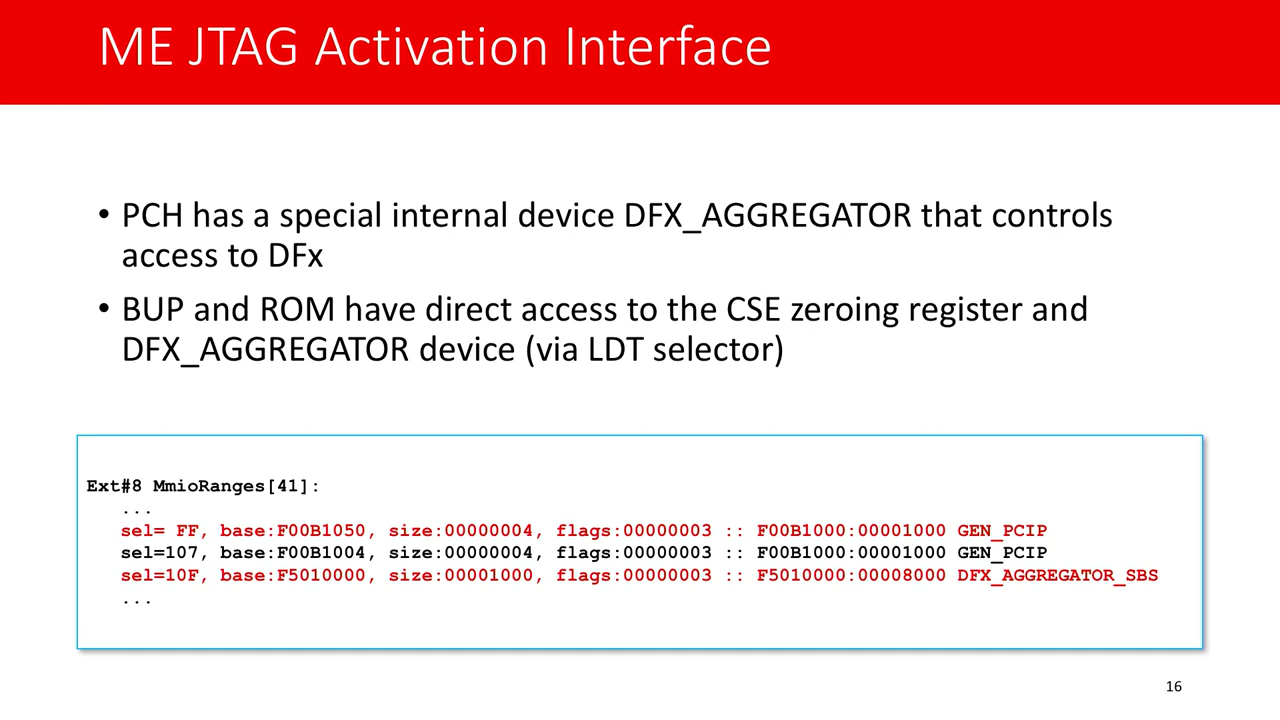 ME JTAG Activation Interface
• PCH has a special internal device DFX_AGGREGATOR that controls
access to DFx
• BUP and ROM have direct access to the CSE zeroing register and
DFX_AGGREGATOR device (via LDT selector)
Ext#8 MmioRanges[41]:
...
sel= FF, base:F00B1050, size:00000004, flags:00000003 :: F00B1000:00001000 GEN_PCIP
sel=107, base:F00B1004, size:00000004, flags:00000003 :: F00B1000:00001000 GEN_PCIP
sel=10F, base:F5010000, size:00001000, flags:00000003 :: F5010000:00008000 DFX_AGGREGATOR_SBS
...
16